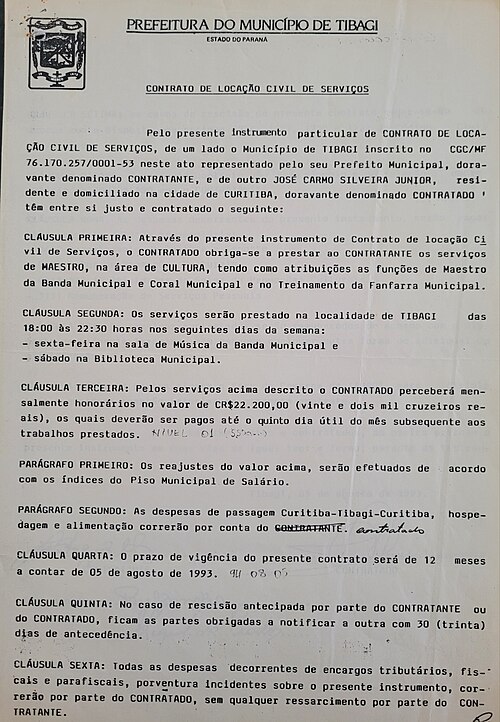 PREFEITURA DO MUNICÍPIO DE TIBAGI
ESTADO DO PARANÁ
CONTRATO DE LOCAÇÃO CIVIL DE SERVIÇOS
Pelo presente instrumento particular de CONTRATO DE LOCA-
ÇÃO CIVIL DE SERVIÇOS, de um lado o Município de TIBAGI inscrito no CGC/MF
76.170.257/0001-53 neste ato representado pelo seu Prefeito Municipal, dora-
vante denominado CONTRATANTE, e de outro JOSÉ CARMO SILVEIRA JUNIOR, resi-
dente e domiciliado na cidade de CURITIBA, doravante denominado CONTRATADO '
têm entre si justo e contratado o seguinte:
CLÁUSULA PRIMEIRA: Através do presente instrumento de Contrato de locação Ci
vil de Serviços, o CONTRATADO obriga-se a prestar ao CONTRATANTE os serviços
de MAESTRO, na área de CULTURA, tendo como atribuições as funções de Maestro
da Banda Municipal e Coral Municipal e no Treinamento da Fanfarra Municipal.
CLÁUSULA SEGUNDA: Os serviços serão prestado na localidade de TIBAGI das
18:00 às 22:30 horas nos seguintes dias da semana:
- sexta-feira na sala de Música da Banda Municipal e
- sábado na Biblioteca Municipal.
CLÁUSULA TERCEIRA: Pelos serviços acima descrito o CONTRATADO perceberá men-
salmente honorários no valor de CR$22.200,00 (vinte e dois mil cruzeiros re-
ais), os quais deverão ser pagos até o quinto dia útil do mês subsequente aos
trabalhos prestados. NIVEL 01
PARÁGRAFO PRIMEIRO: Os reajustes do valor acima, serão efetuados de acordo
com os índices do Piso Municipal de Salário.
PARÁGRAFO SEGUNDO: As despesas de passagem Curitiba-Tibagi-Curitiba, hospe-
dagem e alimentação correrão por conta do CONTRATANTE. contratado
CLÁUSULA QUARTA: O prazo de vigência do presente contrato será de 12 meses
a contar de 05 de agosto de 1993. 94 08 05
CLÁUSULA QUINTA: No caso de rescisão antecipada por parte do CONTRATANTE ou
do CONTRATADO, ficam as partes obrigadas a notificar a outra com 30 (trinta)
dias de antecedência.
CLÁUSULA SEXTA: Todas as despesas decorrentes de encargos tributários, fis-
cais e parafiscais, porventura incidentes sobre o presente instrumento, cor-
rerão por parte do CONTRATADO, sem qualquer ressarcimento por parte do CON-
TRATANTE.